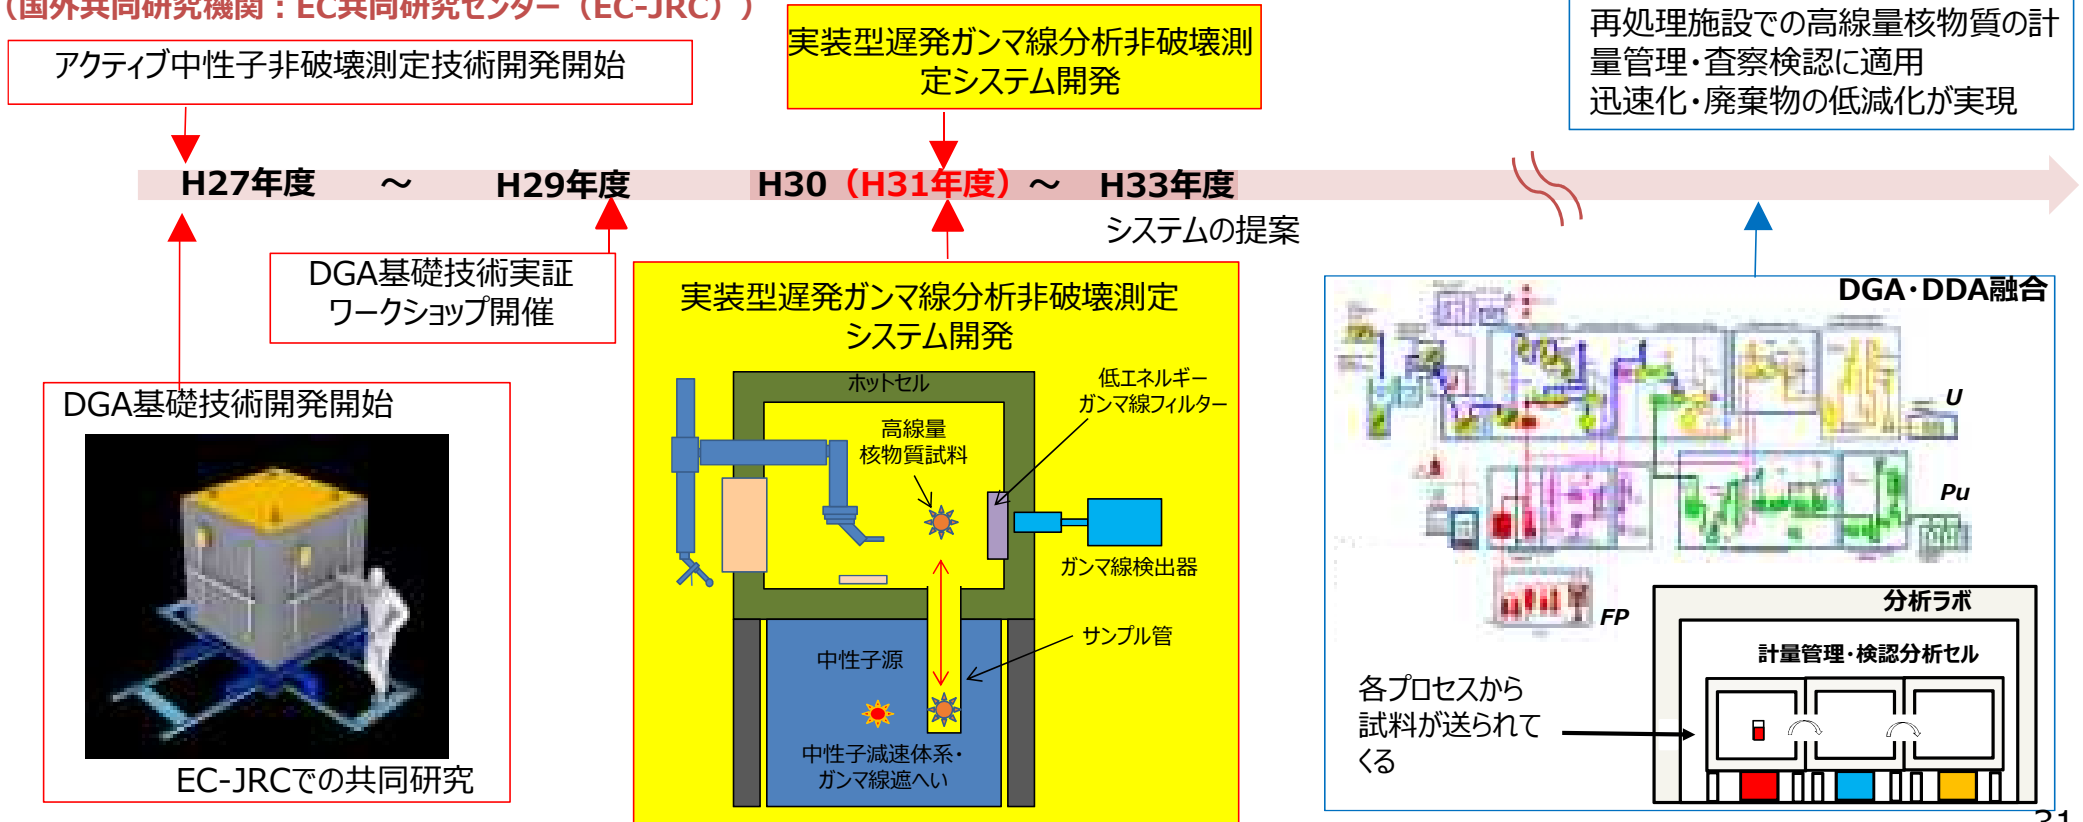 （国外共同研究機関：EC共同研究センター（EC-JRC））
アクティブ中性子非破壊測定技術開発開始
実装型遅発ガンマ線分析非破壊測
定システム開発
再処理施設での高線量核物質の計
量管理・査察検認に適用
迅速化・廃棄物の低減化が実現
H27年度　～　H29年度　H30（H31年度）～　H33年度
システムの提案
DGA基礎技術実証
ワークショップ開催
DGA基礎技術開発開始
EC-JRCでの共同研究
実装型遅発ガンマ線分析非破壊測定
システム開発
ホットセル
低エネルギー
ガンマ線フィルター
高線量
核物質試料
ガンマ線検出器
サンプル管
中性子源
中性子減速体系・
ガンマ線遮へい
DGA・DDA融合
U
Pu
FP
分析ラボ
計量管理・検認分析セル
各プロセスから
試料が送られて
くる